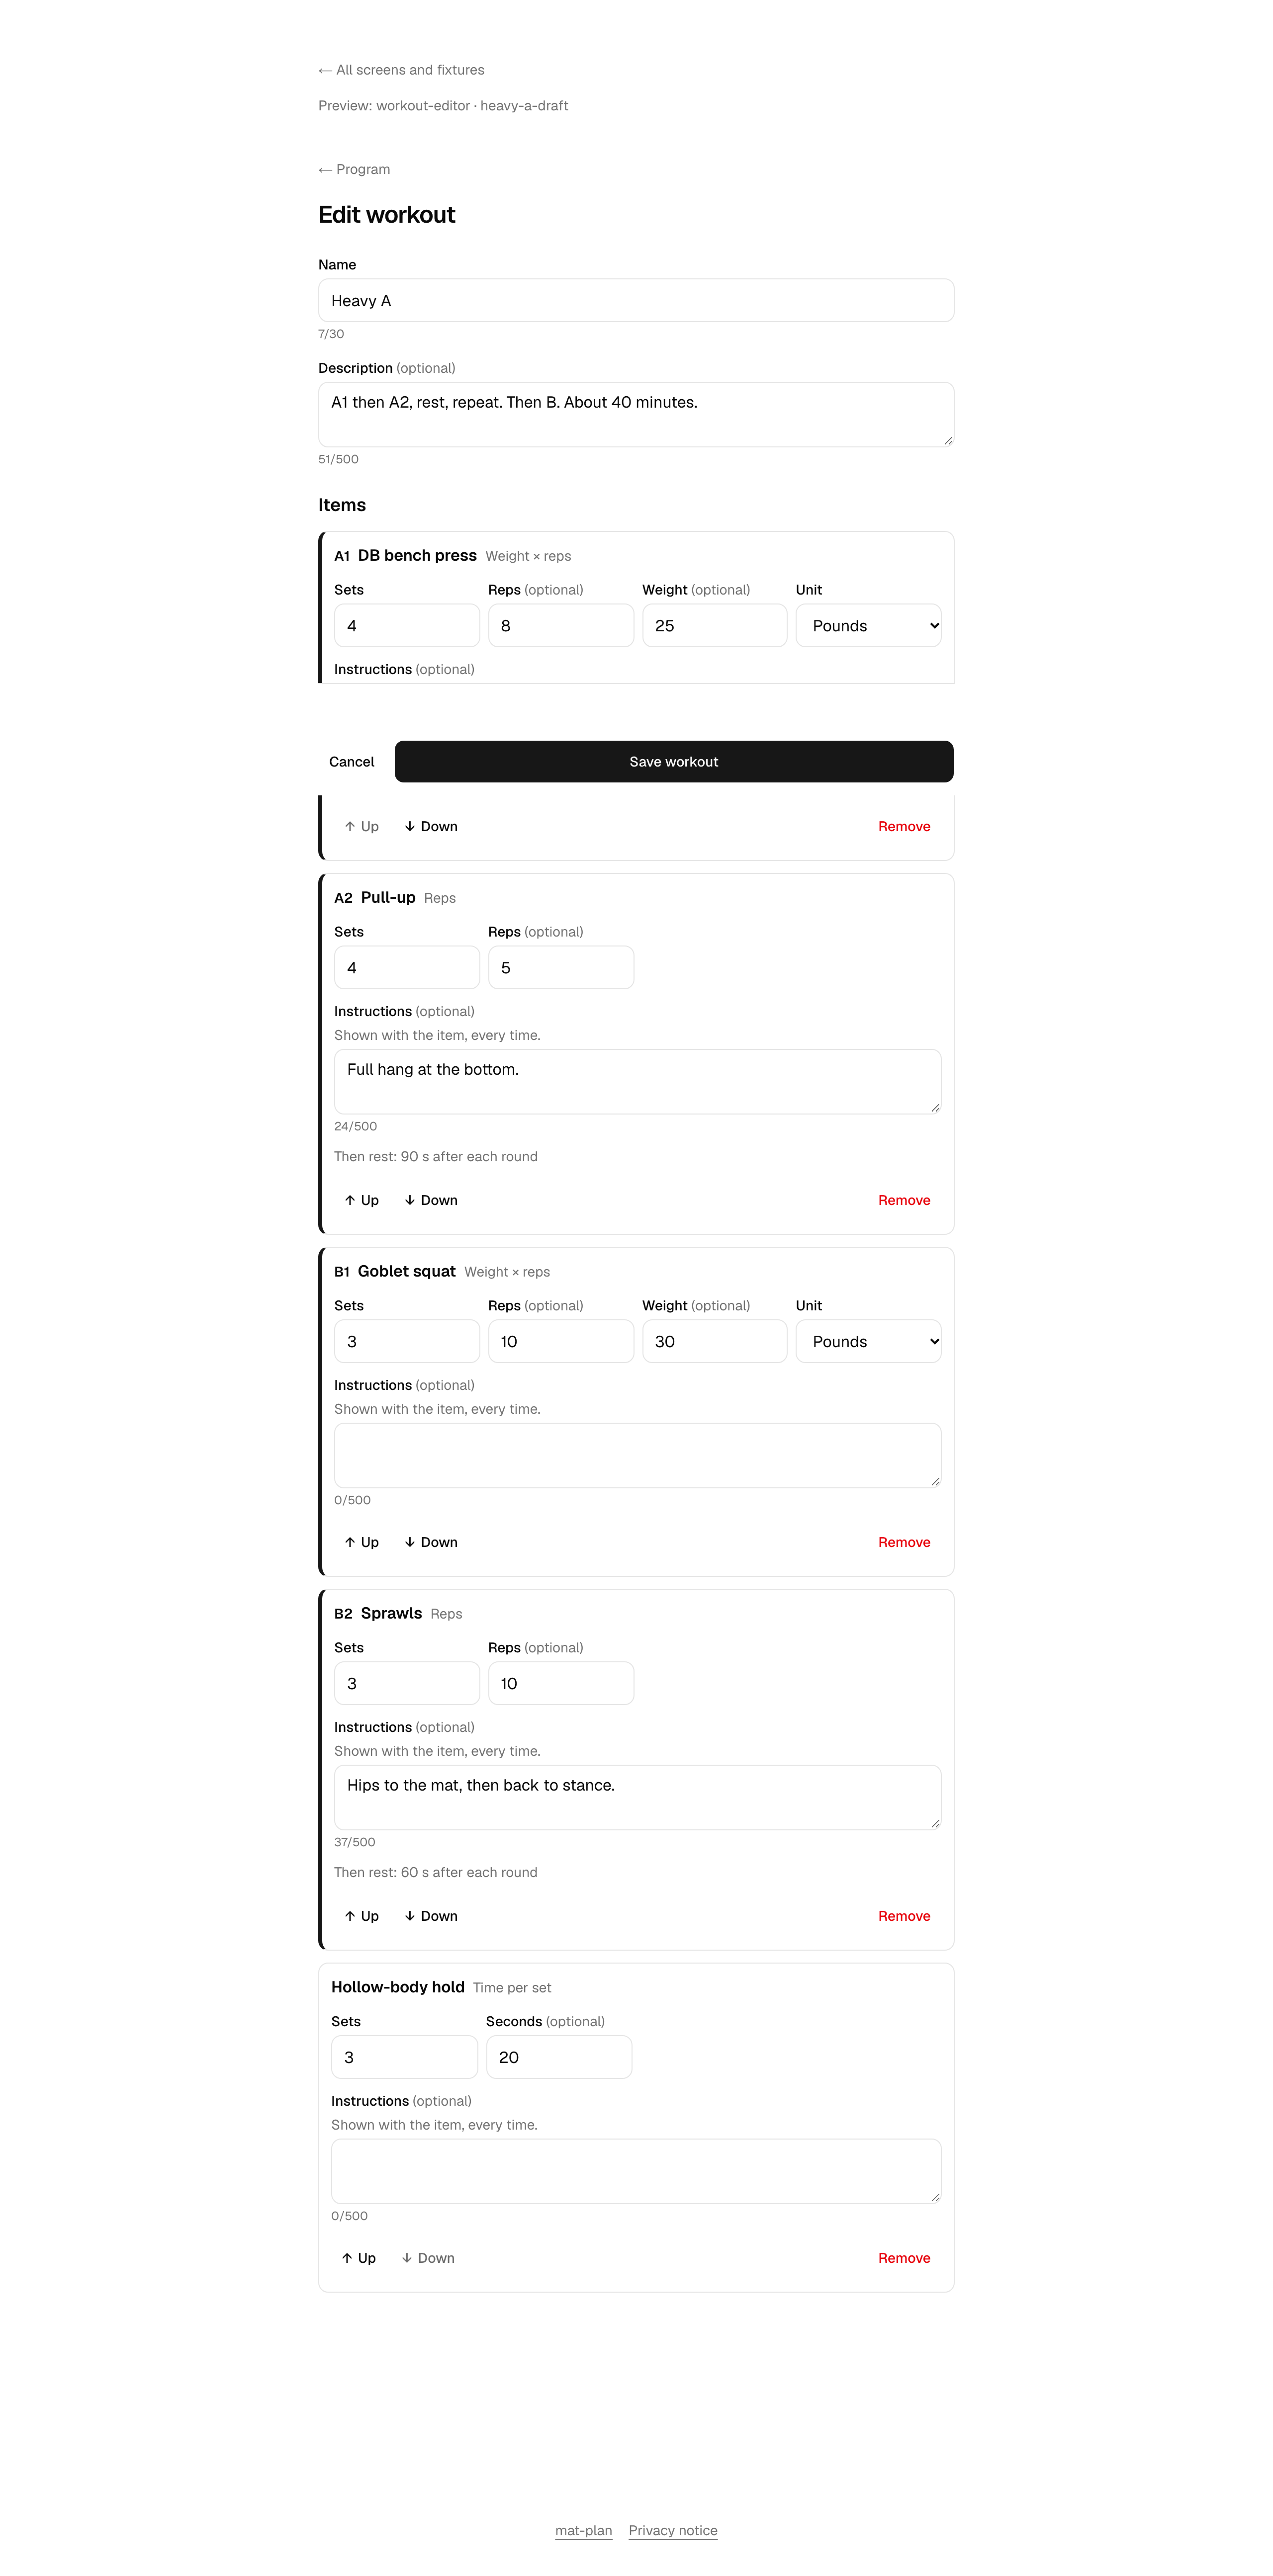 ← All screens and fixtures
Preview: workout-editor · heavy-a-draft
← Program
Edit workout
Name
Heavy A
7/30
Description (optional)
A1 then A2, rest, repeat. Then B. About 40 minutes.
51/500
Items
A1 DB bench press Weight × reps
Sets Reps (optional) Weight (optional) Unit
4 8 25 Pounds
Instructions (optional)
Cancel Save workout
↑ Up ↓ Down Remove
A2 Pull-up Reps
Sets Reps (optional)
4 5
Instructions (optional)
Shown with the item, every time.
Full hang at the bottom.
24/500
Then rest: 90 s after each round
↑ Up ↓ Down Remove
B1 Goblet squat Weight × reps
Sets Reps (optional) Weight (optional) Unit
3 10 30 Pounds
Instructions (optional)
Shown with the item, every time.
0/500
↑ Up ↓ Down Remove
B2 Sprawls Reps
Sets Reps (optional)
3 10
Instructions (optional)
Shown with the item, every time.
Hips to the mat, then back to stance.
37/500
Then rest: 60 s after each round
↑ Up ↓ Down Remove
Hollow-body hold Time per set
Sets Seconds (optional)
3 20
Instructions (optional)
Shown with the item, every time.
0/500
↑ Up ↓ Down Remove
mat-plan Privacy notice